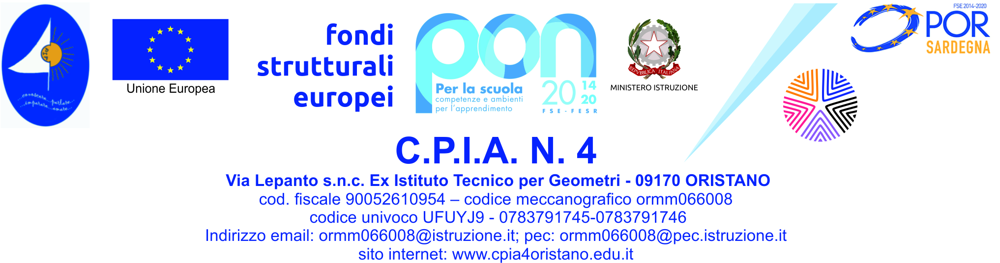 ...conoscere...parlare...
...imparare...amare...
Unione Europea
fondi
strutturali
europei
pon
Per la scuola
competenze e ambienti
per l'apprendimento
2014
20
FSE-FESR
REPVBBLICA ITALIANA
MINISTERO ISTRUZIONE
FSE 2014-2020
POR
SARDEGNA
C.P.I.A. N. 4
Via Lepanto s.n.c. Ex Istituto Tecnico per Geometri - 09170 ORISTANO
cod. fiscale 90052610954 – codice meccanografico ormm066008
codice univoco UFUYJ9 - 0783791745-0783791746
Indirizzo email: ormm066008@istruzione.it; pec: ormm066008@pec.istruzione.it
sito internet: www.cpia4oristano.edu.it